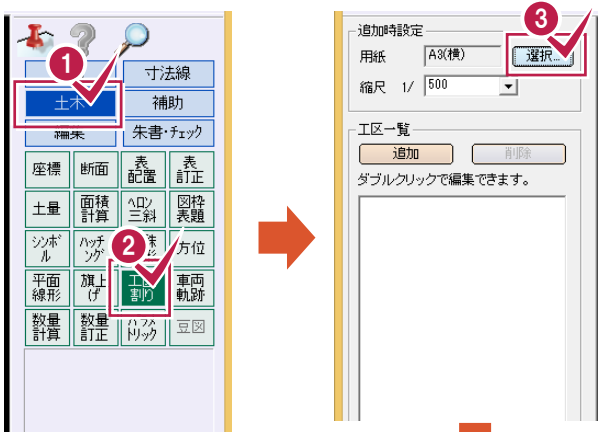 1
寸法線
土木
補助
編集
朱書・チェック
座標
断面
表
配置
表
訂正
土量
面積
計算
ヘロン
三斜
図枠
表題
シンボ
ル
ハッチ
ング
2
方位
平面
線形
旗上
げ
工区
割り
車両
軌跡
数量
計算
数量
訂正
パラメ
トリック
豆図
3
追加時設定
用紙
A3(横)
選択...
縮尺 1/ 500
工区一覧
追加
削除
ダブルクリックで編集できます。